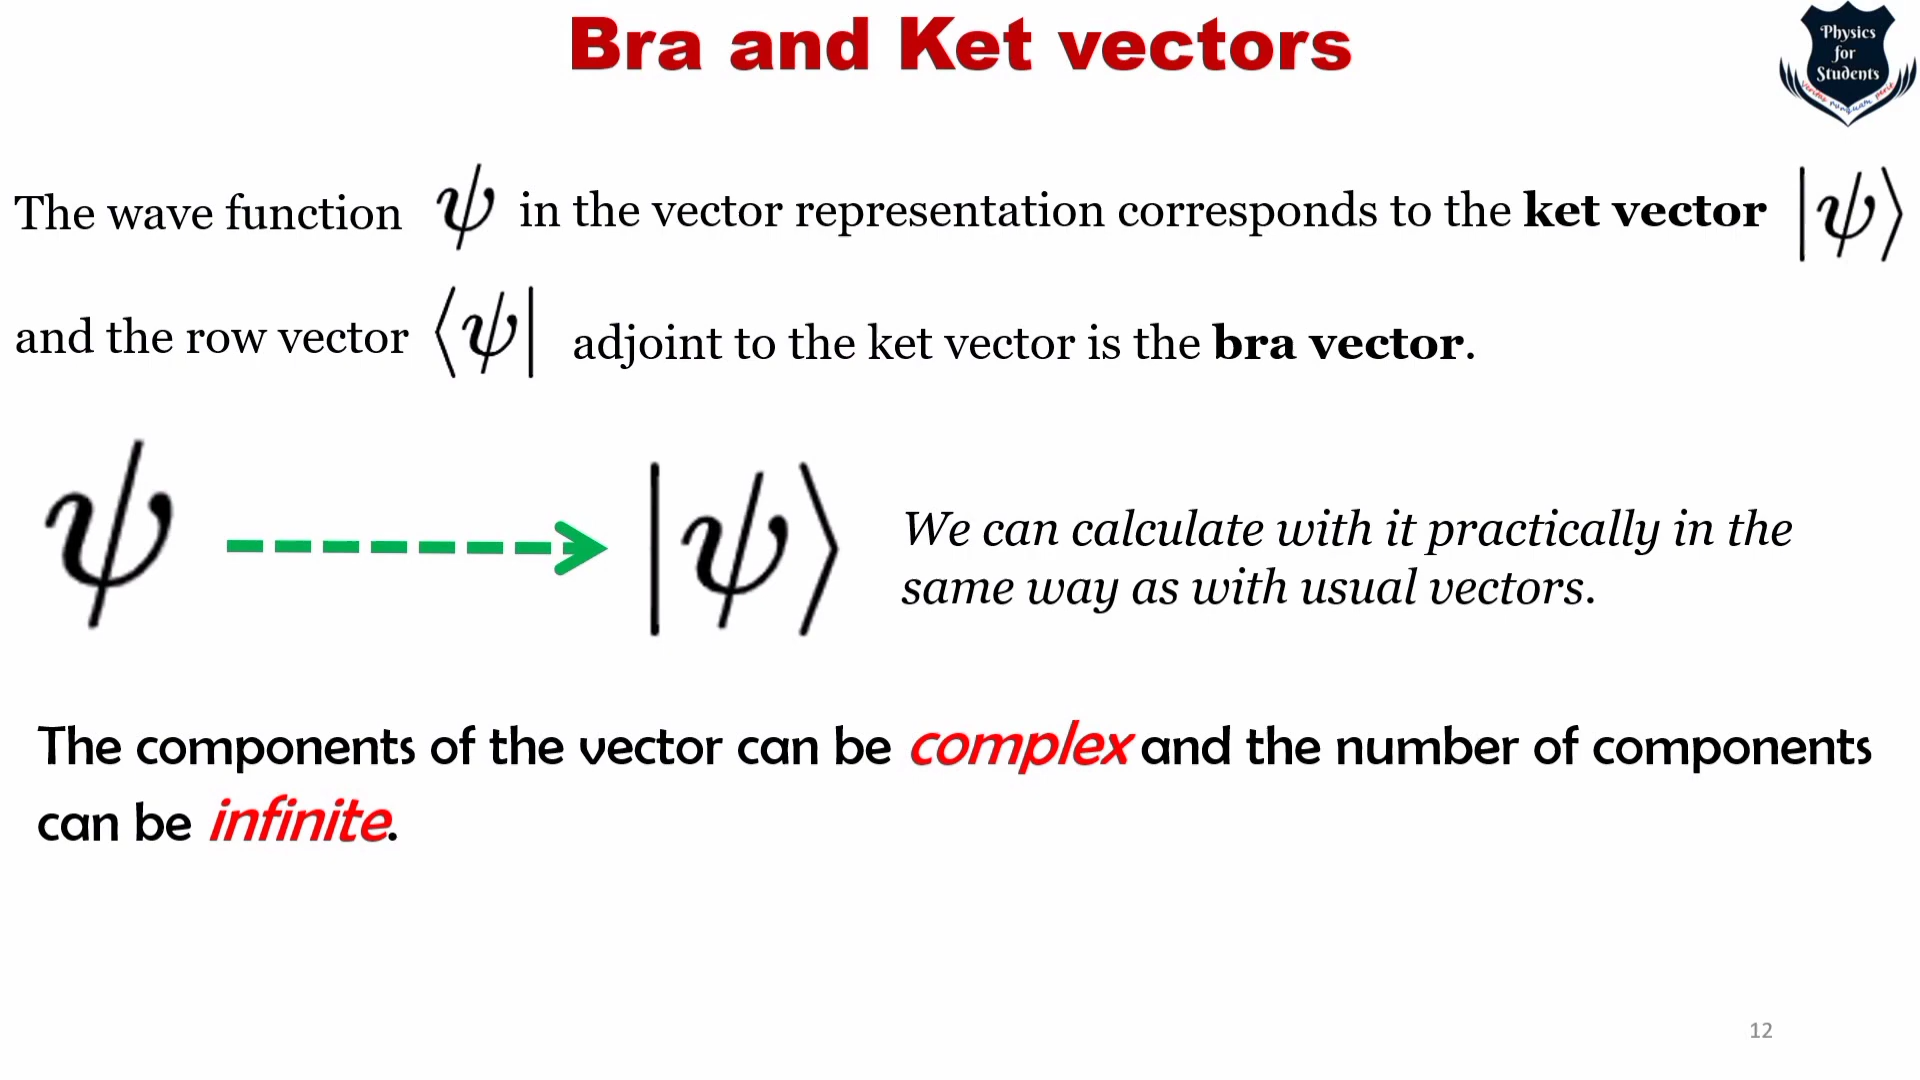 Bra and Ket vectors
Physics
for
Students
The wave function ψ in the vector representation corresponds to the ket vector |ψ⟩
and the row vector ⟨ψ| adjoint to the ket vector is the bra vector.
ψ |ψ⟩
We can calculate with it practically in the
same way as with usual vectors.
The components of the vector can be complex and the number of components
can be infinite.
12